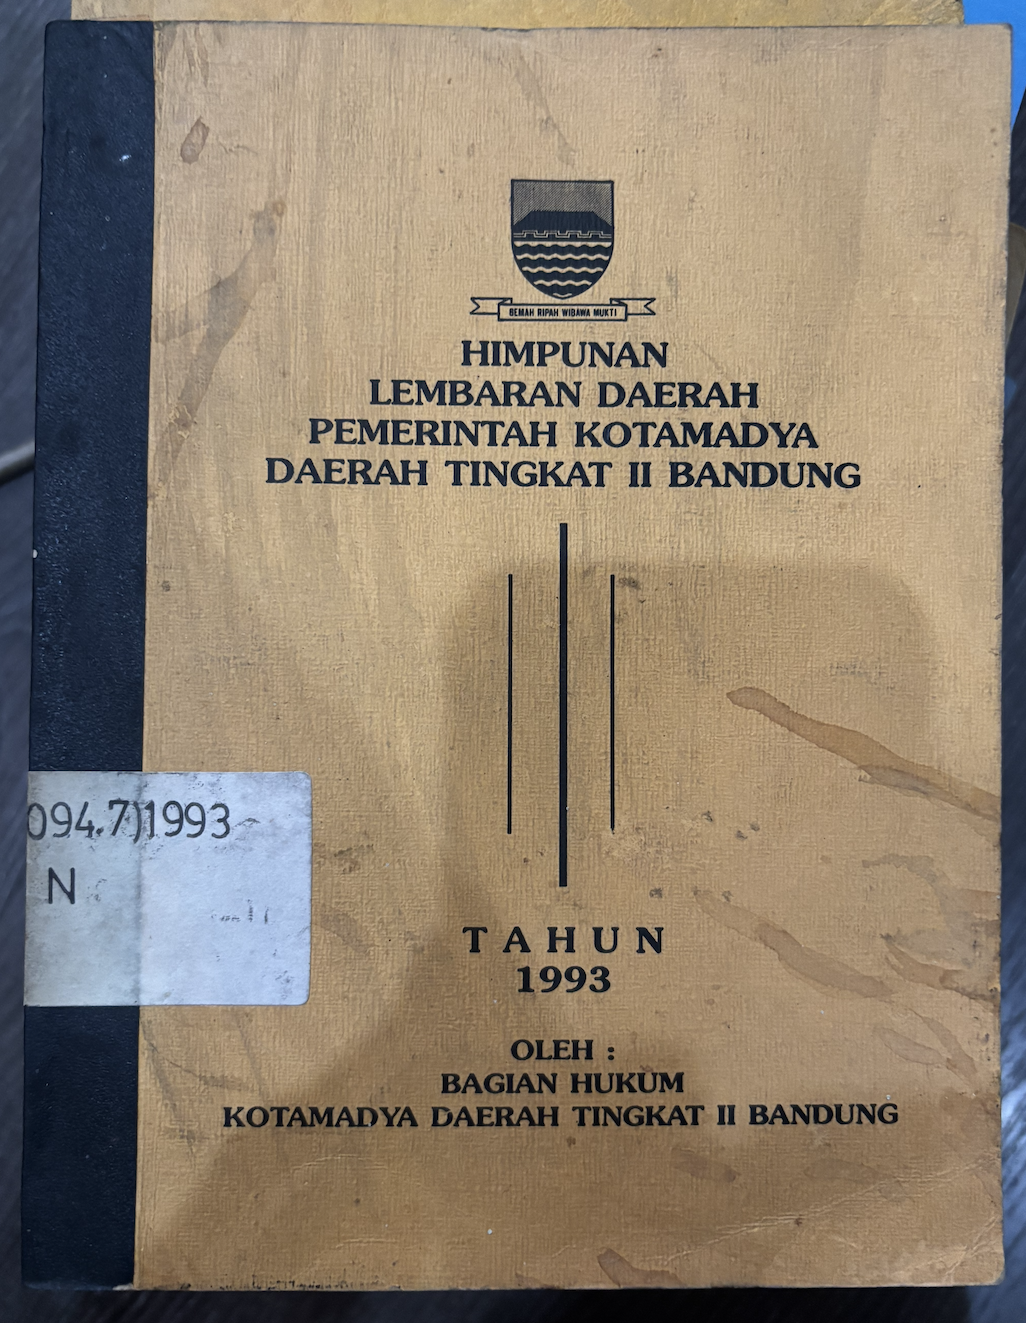 GEMAH RIPAH WIBAWA MUKTI
HIMPUNAN
LEMBARAN DAERAH
PEMERINTAH KOTAMADYA
DAERAH TINGKAT II BANDUNG
094.7)1993
N
TAHUN
1993
OLEH :
BAGIAN HUKUM
KOTAMADYA DAERAH TINGKAT II BANDUNG